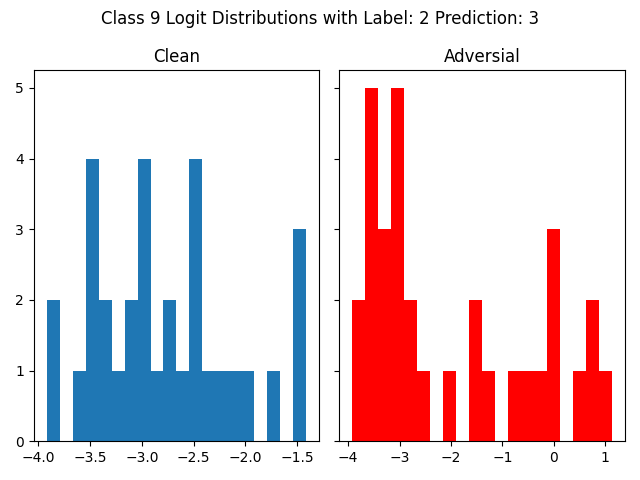 Class 9 Logit Distributions with Label: 2 Prediction: 3
Clean
Adversial
5
4
3
2
1
0
−4.0 −3.5 −3.0 −2.5 −2.0 −1.5
−4 −3 −2 −1 0 1